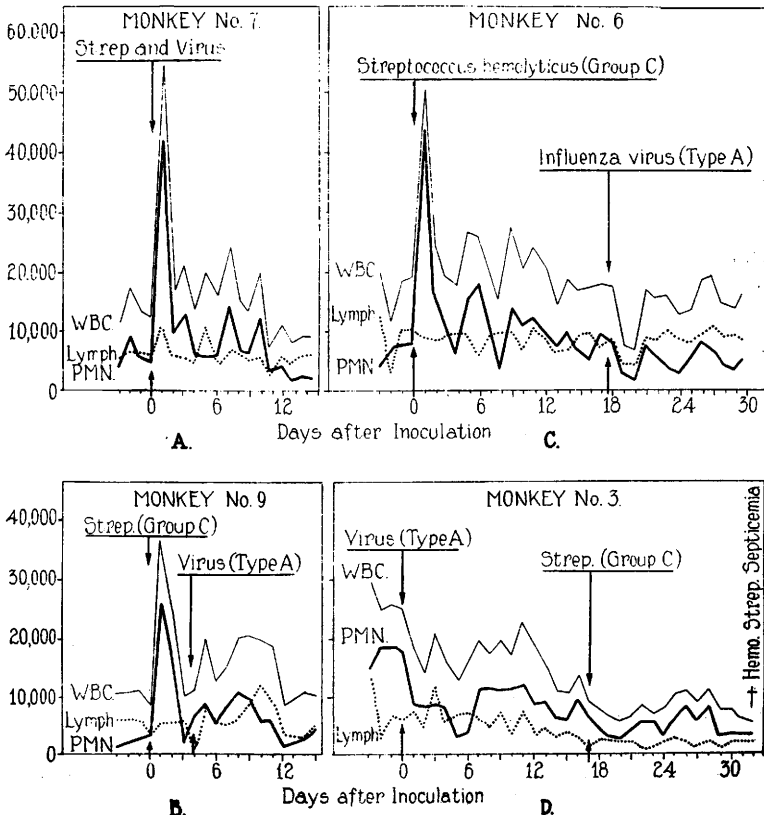 MONKEY No. 7.
Strep and Virus
60,000
50,000
40,000
30,000
20,000
10,000
0
WBC.
Lymph.
PMN.
0 6 12
A.
MONKEY No. 6
Streptococcus hemolyticus (Group C)
Influenza virus (Type A)
WBC.
Lymph.
PMN.
0 6 12 18 24 30
Days after Inoculation
C.
MONKEY No. 9
Strep. (Group C)
Virus (Type A)
40,000
30,000
20,000
10,000
0
WBC.
Lymph.
PMN.
0 6 12
B.
MONKEY No. 3.
Virus (Type A)
WBC.
Strep. (Group C)
PMN.
Lymph.
→ Hemo. Strep. Septicemia
0 6 12 18 24 30
Days after Inoculation
D.